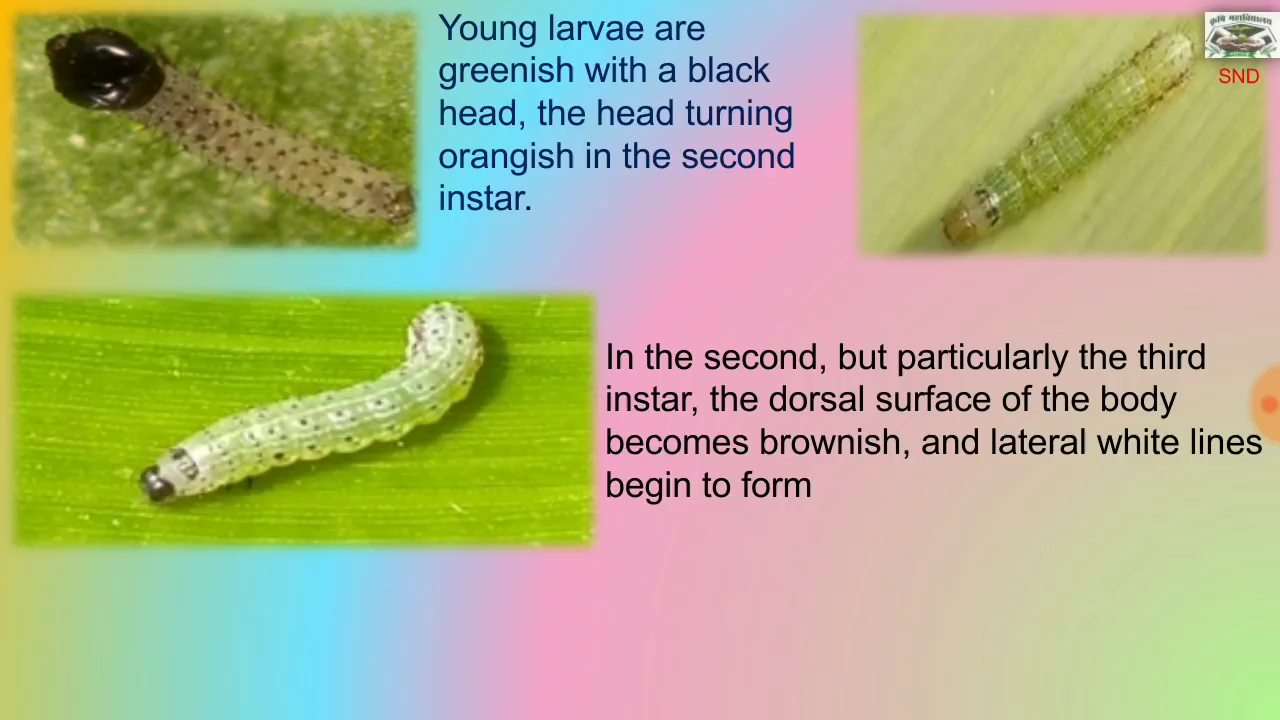 Young larvae are
greenish with a black
head, the head turning
orangish in the second
instar.
कृषि महाविद्यालय
SND
In the second, but particularly the third
instar, the dorsal surface of the body
becomes brownish, and lateral white lines
begin to form